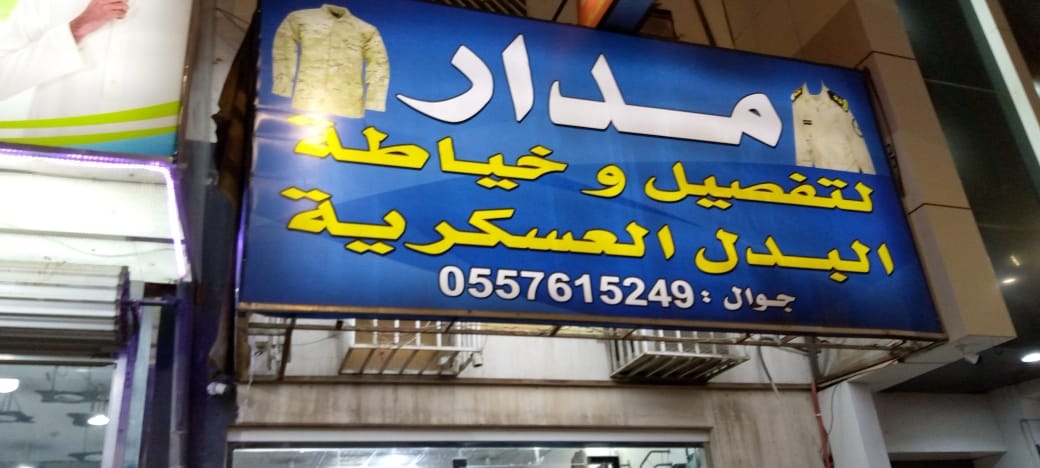 مدار
لتفصيل و خياطة
البدل العسكرية
جوال : 0557615249